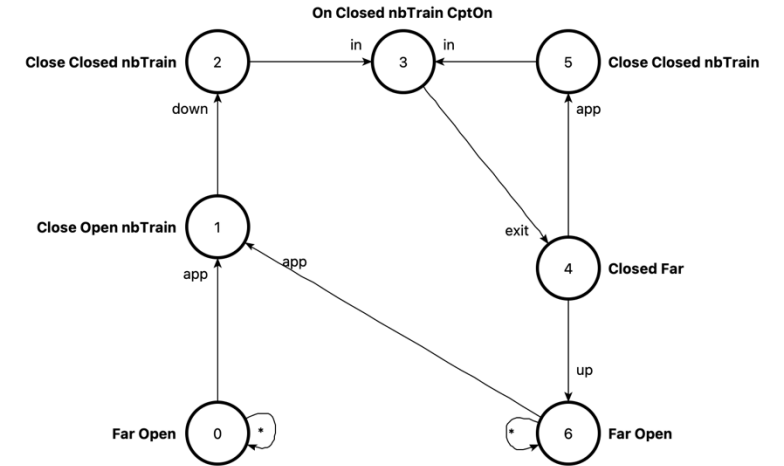 On Closed nbTrain CptOn
Close Closed nbTrain 2 in 3 in 5 Close Closed nbTrain
down app
Close Open nbTrain 1
exit 4 Closed Far
app app
up
Far Open 0 * * 6 Far Open